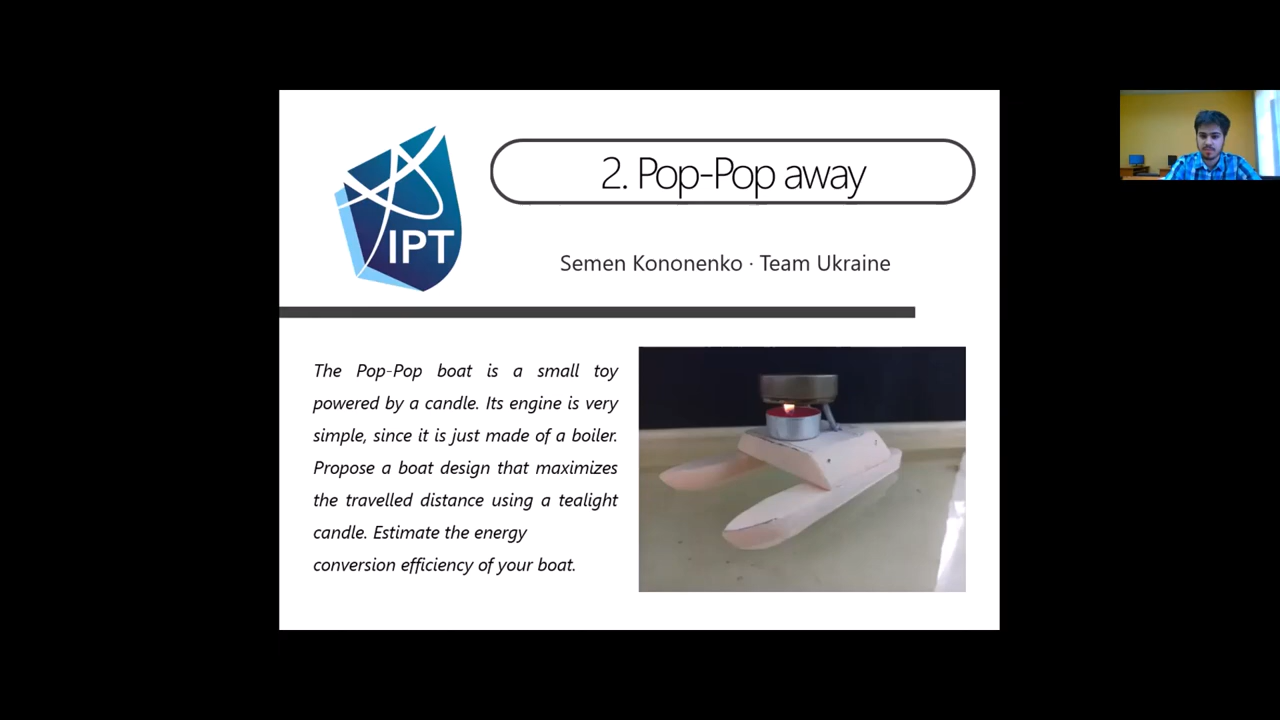 IPT
2. Pop-Pop away
Semen Kononenko · Team Ukraine
The Pop-Pop boat is a small toy
powered by a candle. Its engine is very
simple, since it is just made of a boiler.
Propose a boat design that maximizes
the travelled distance using a tealight
candle. Estimate the energy
conversion efficiency of your boat.